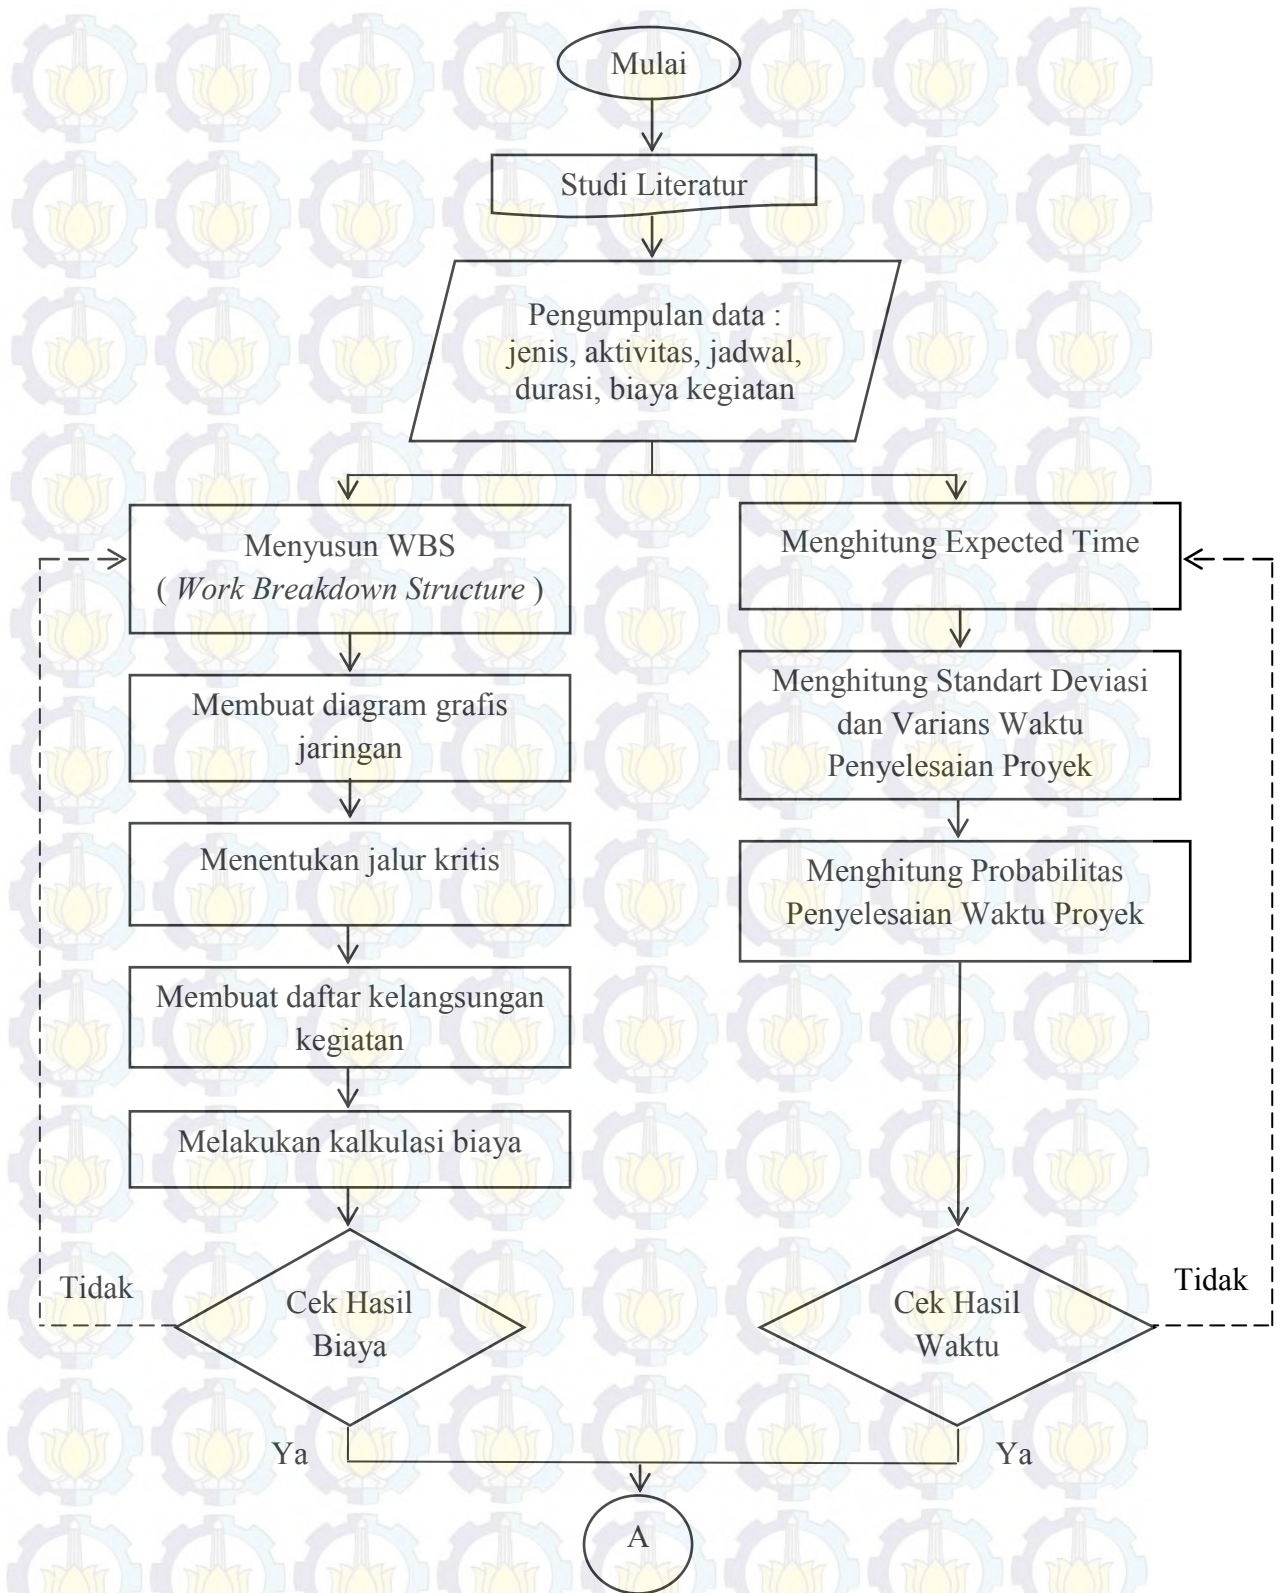 Mulai
Studi Literatur
Pengumpulan data :
jenis, aktivitas, jadwal,
durasi, biaya kegiatan
Menyusun WBS
( Work Breakdown Structure )
Membuat diagram grafis
jaringan
Menentukan jalur kritis
Membuat daftar kelangsungan
kegiatan
Melakukan kalkulasi biaya
Cek Hasil
Biaya
Tidak
Ya
Menghitung Expected Time
Menghitung Standart Deviasi
dan Varians Waktu
Penyelesaian Proyek
Menghitung Probabilitas
Penyelesaian Waktu Proyek
Cek Hasil
Waktu
Tidak
Ya
A